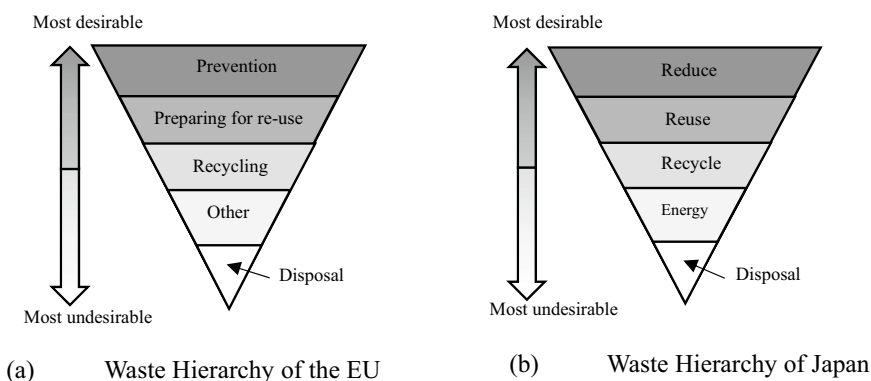 Most desirable
Prevention
Preparing for re-use
Recycling
Other
Disposal
Most undesirable
(a) Waste Hierarchy of the EU
Most desirable
Reduce
Reuse
Recycle
Energy
Disposal
Most undesirable
(b) Waste Hierarchy of Japan